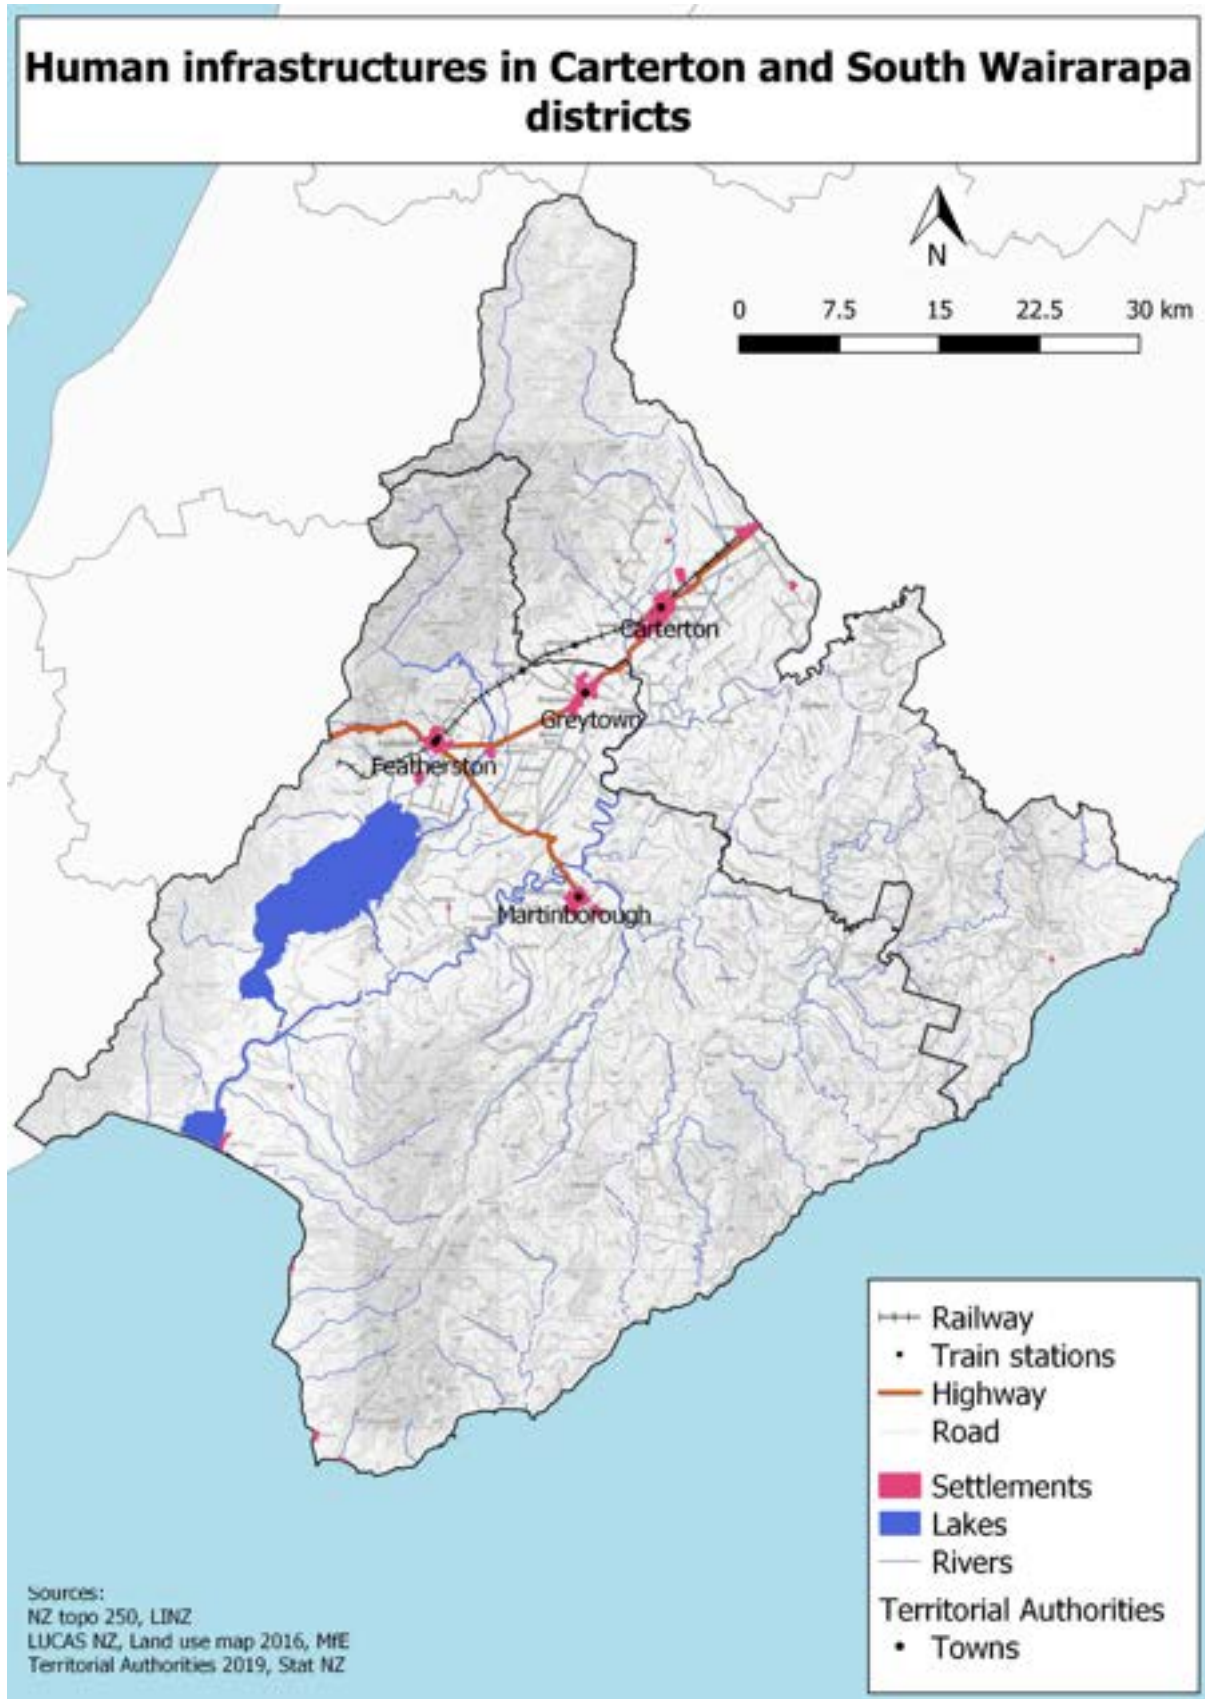 Human infrastructures in Carterton and South Wairarapa
districts
N
0 7.5 15 22.5 30 km
Carterton
Greytown
Featherston
Martinborough
Railway
Train stations
Highway
Road
Settlements
Lakes
Rivers
Territorial Authorities
Towns
Sources:
NZ topo 250, LINZ
LUCAS NZ, Land use map 2016, MfE
Territorial Authorities 2019, Stat NZ